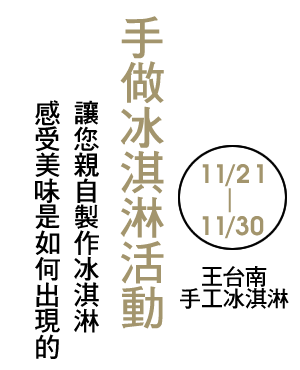 手做冰淇淋活動
讓您親自製作冰淇淋
感受美味是如何出現的
11/21
|
11/30
王台南
手工冰淇淋